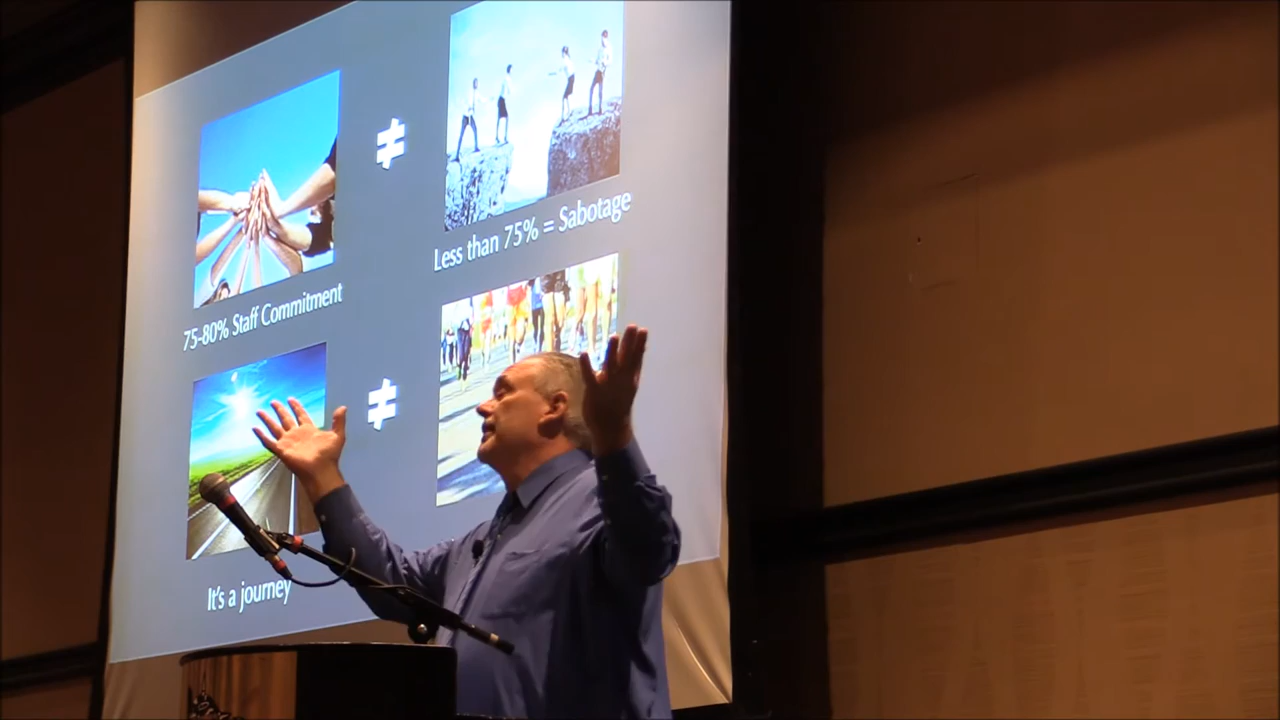 ≠
75-80% Staff Commitment
Less than 75% = Sabotage
≠
It's a journey